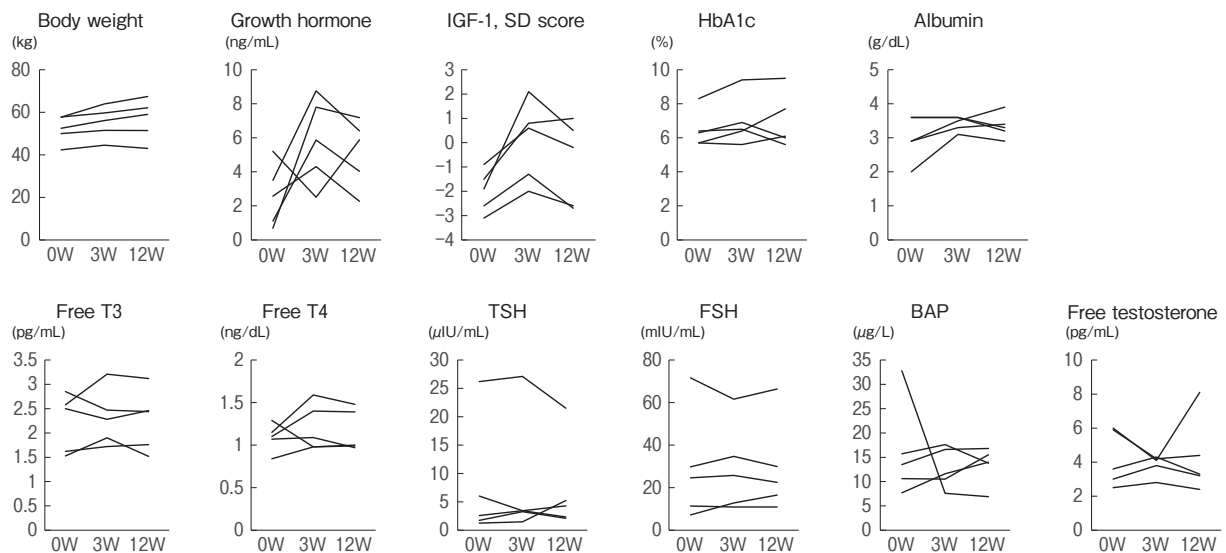 Body weight
(kg)
80
60
40
20
0
0W 3W 12W
Growth hormone
(ng/mL)
10
8
6
4
2
0
0W 3W 12W
IGF-1, SD score
3
2
1
0
−1
−2
−3
−4
0W 3W 12W
HbA1c
(%)
10
8
6
4
2
0
0W 3W 12W
Albumin
(g/dL)
5
4
3
2
1
0
0W 3W 12W
Free T3
(pg/mL)
3.5
3
2.5
2
1.5
1
0.5
0
0W 3W 12W
Free T4
(ng/dL)
2
1.5
1
0.5
0
0W 3W 12W
TSH
(μIU/mL)
30
25
20
15
10
5
0
0W 3W 12W
FSH
(mIU/mL)
80
60
40
20
0
0W 3W 12W
BAP
(μg/L)
35
30
25
20
15
10
5
0
0W 3W 12W
Free testosterone
(pg/mL)
10
8
6
4
2
0
0W 3W 12W